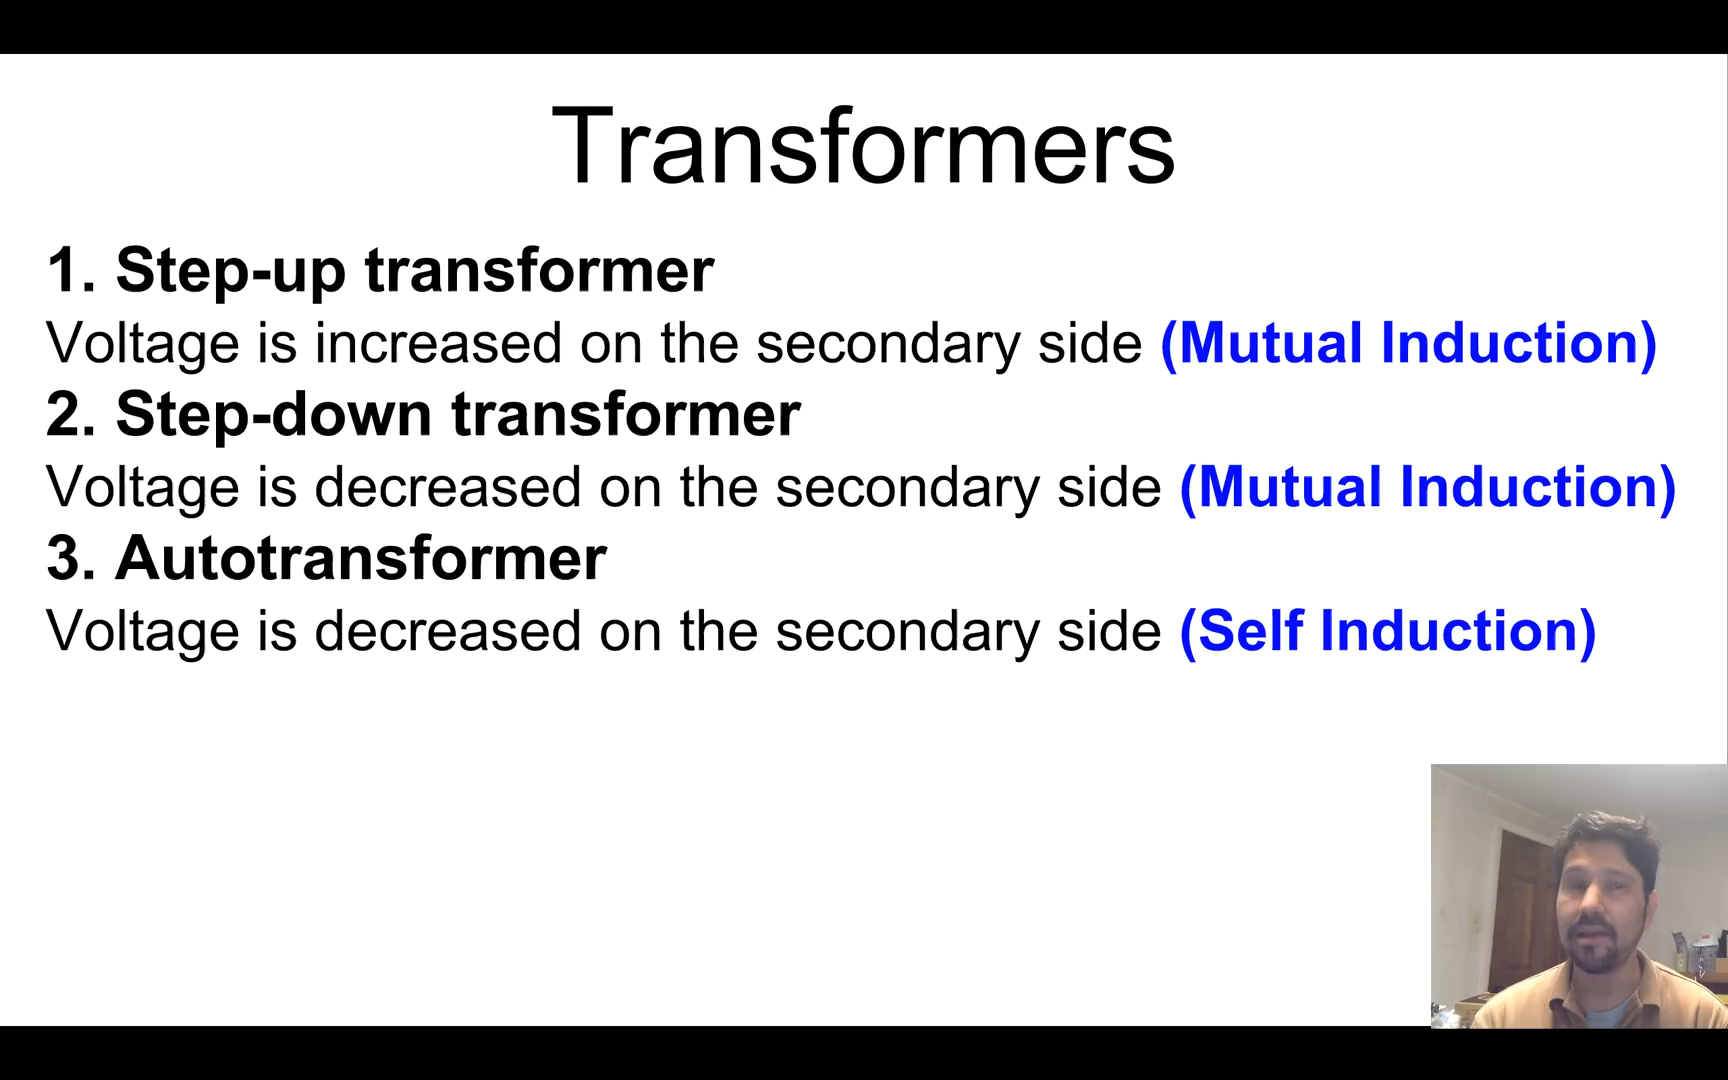 Transformers
1. Step-up transformer
Voltage is increased on the secondary side (Mutual Induction)
2. Step-down transformer
Voltage is decreased on the secondary side (Mutual Induction)
3. Autotransformer
Voltage is decreased on the secondary side (Self Induction)